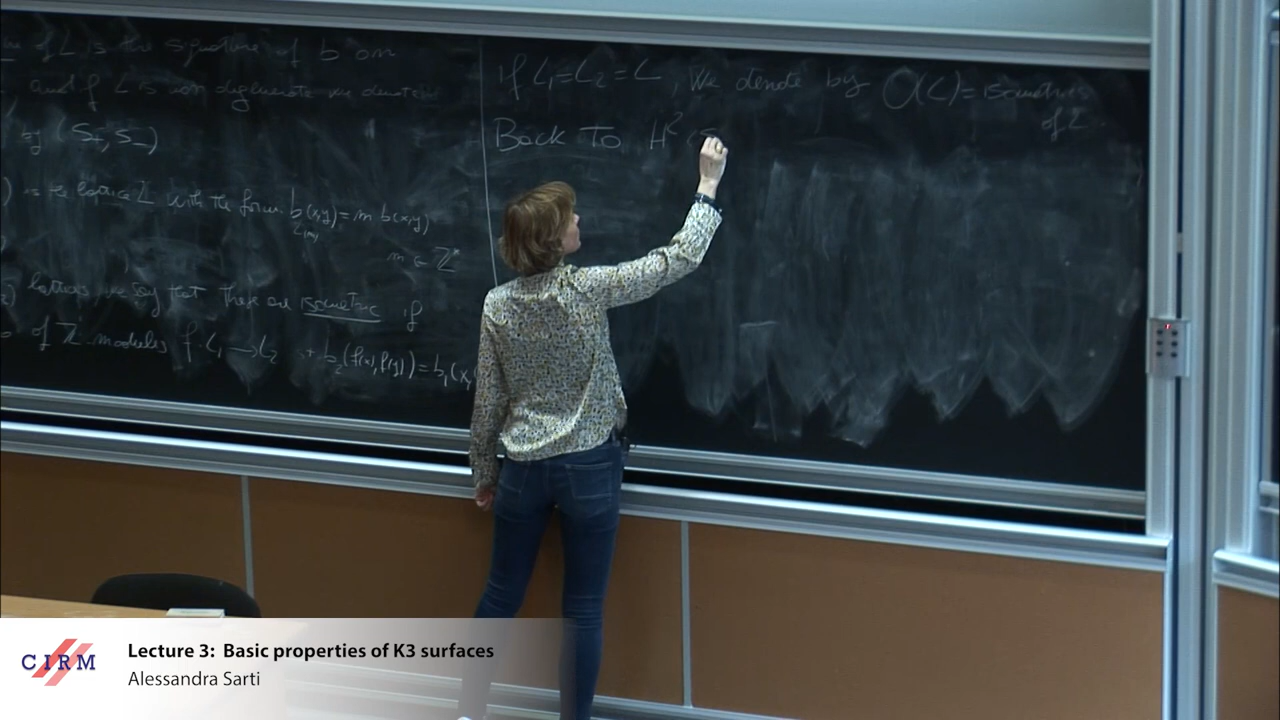 of L is the signature of b on
and if L is non degenerate we denote
by (S+, S-)
) is the lattice L with the form b(x,y) = m b(x,y)
L(m)
m ∈ ℤ*
) lattices we say that they are isometric if
of ℤ-modules f: L₁ → L₂ st b₂(f(x), f(y)) = b₁(x,
If L₁ = L₂ = L, We denote by O(L) = isometries
of L
Back To H² (S
CIRM
Lecture 3: Basic properties of K3 surfaces
Alessandra Sarti